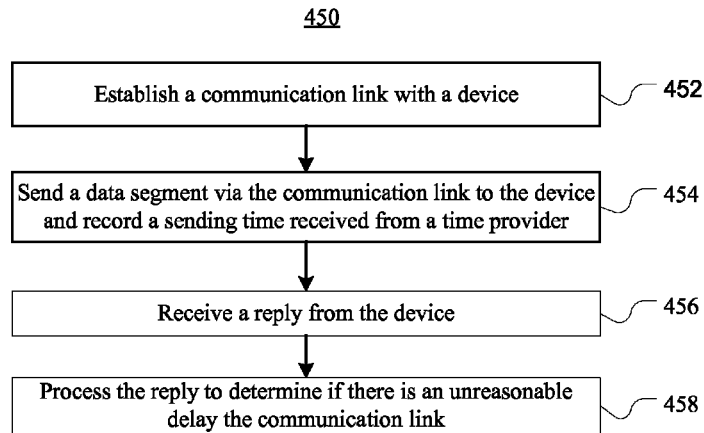 450
Establish a communication link with a device
452
Send a data segment via the communication link to the device
and record a sending time received from a time provider
454
Receive a reply from the device
456
Process the reply to determine if there is an unreasonable
delay the communication link
458